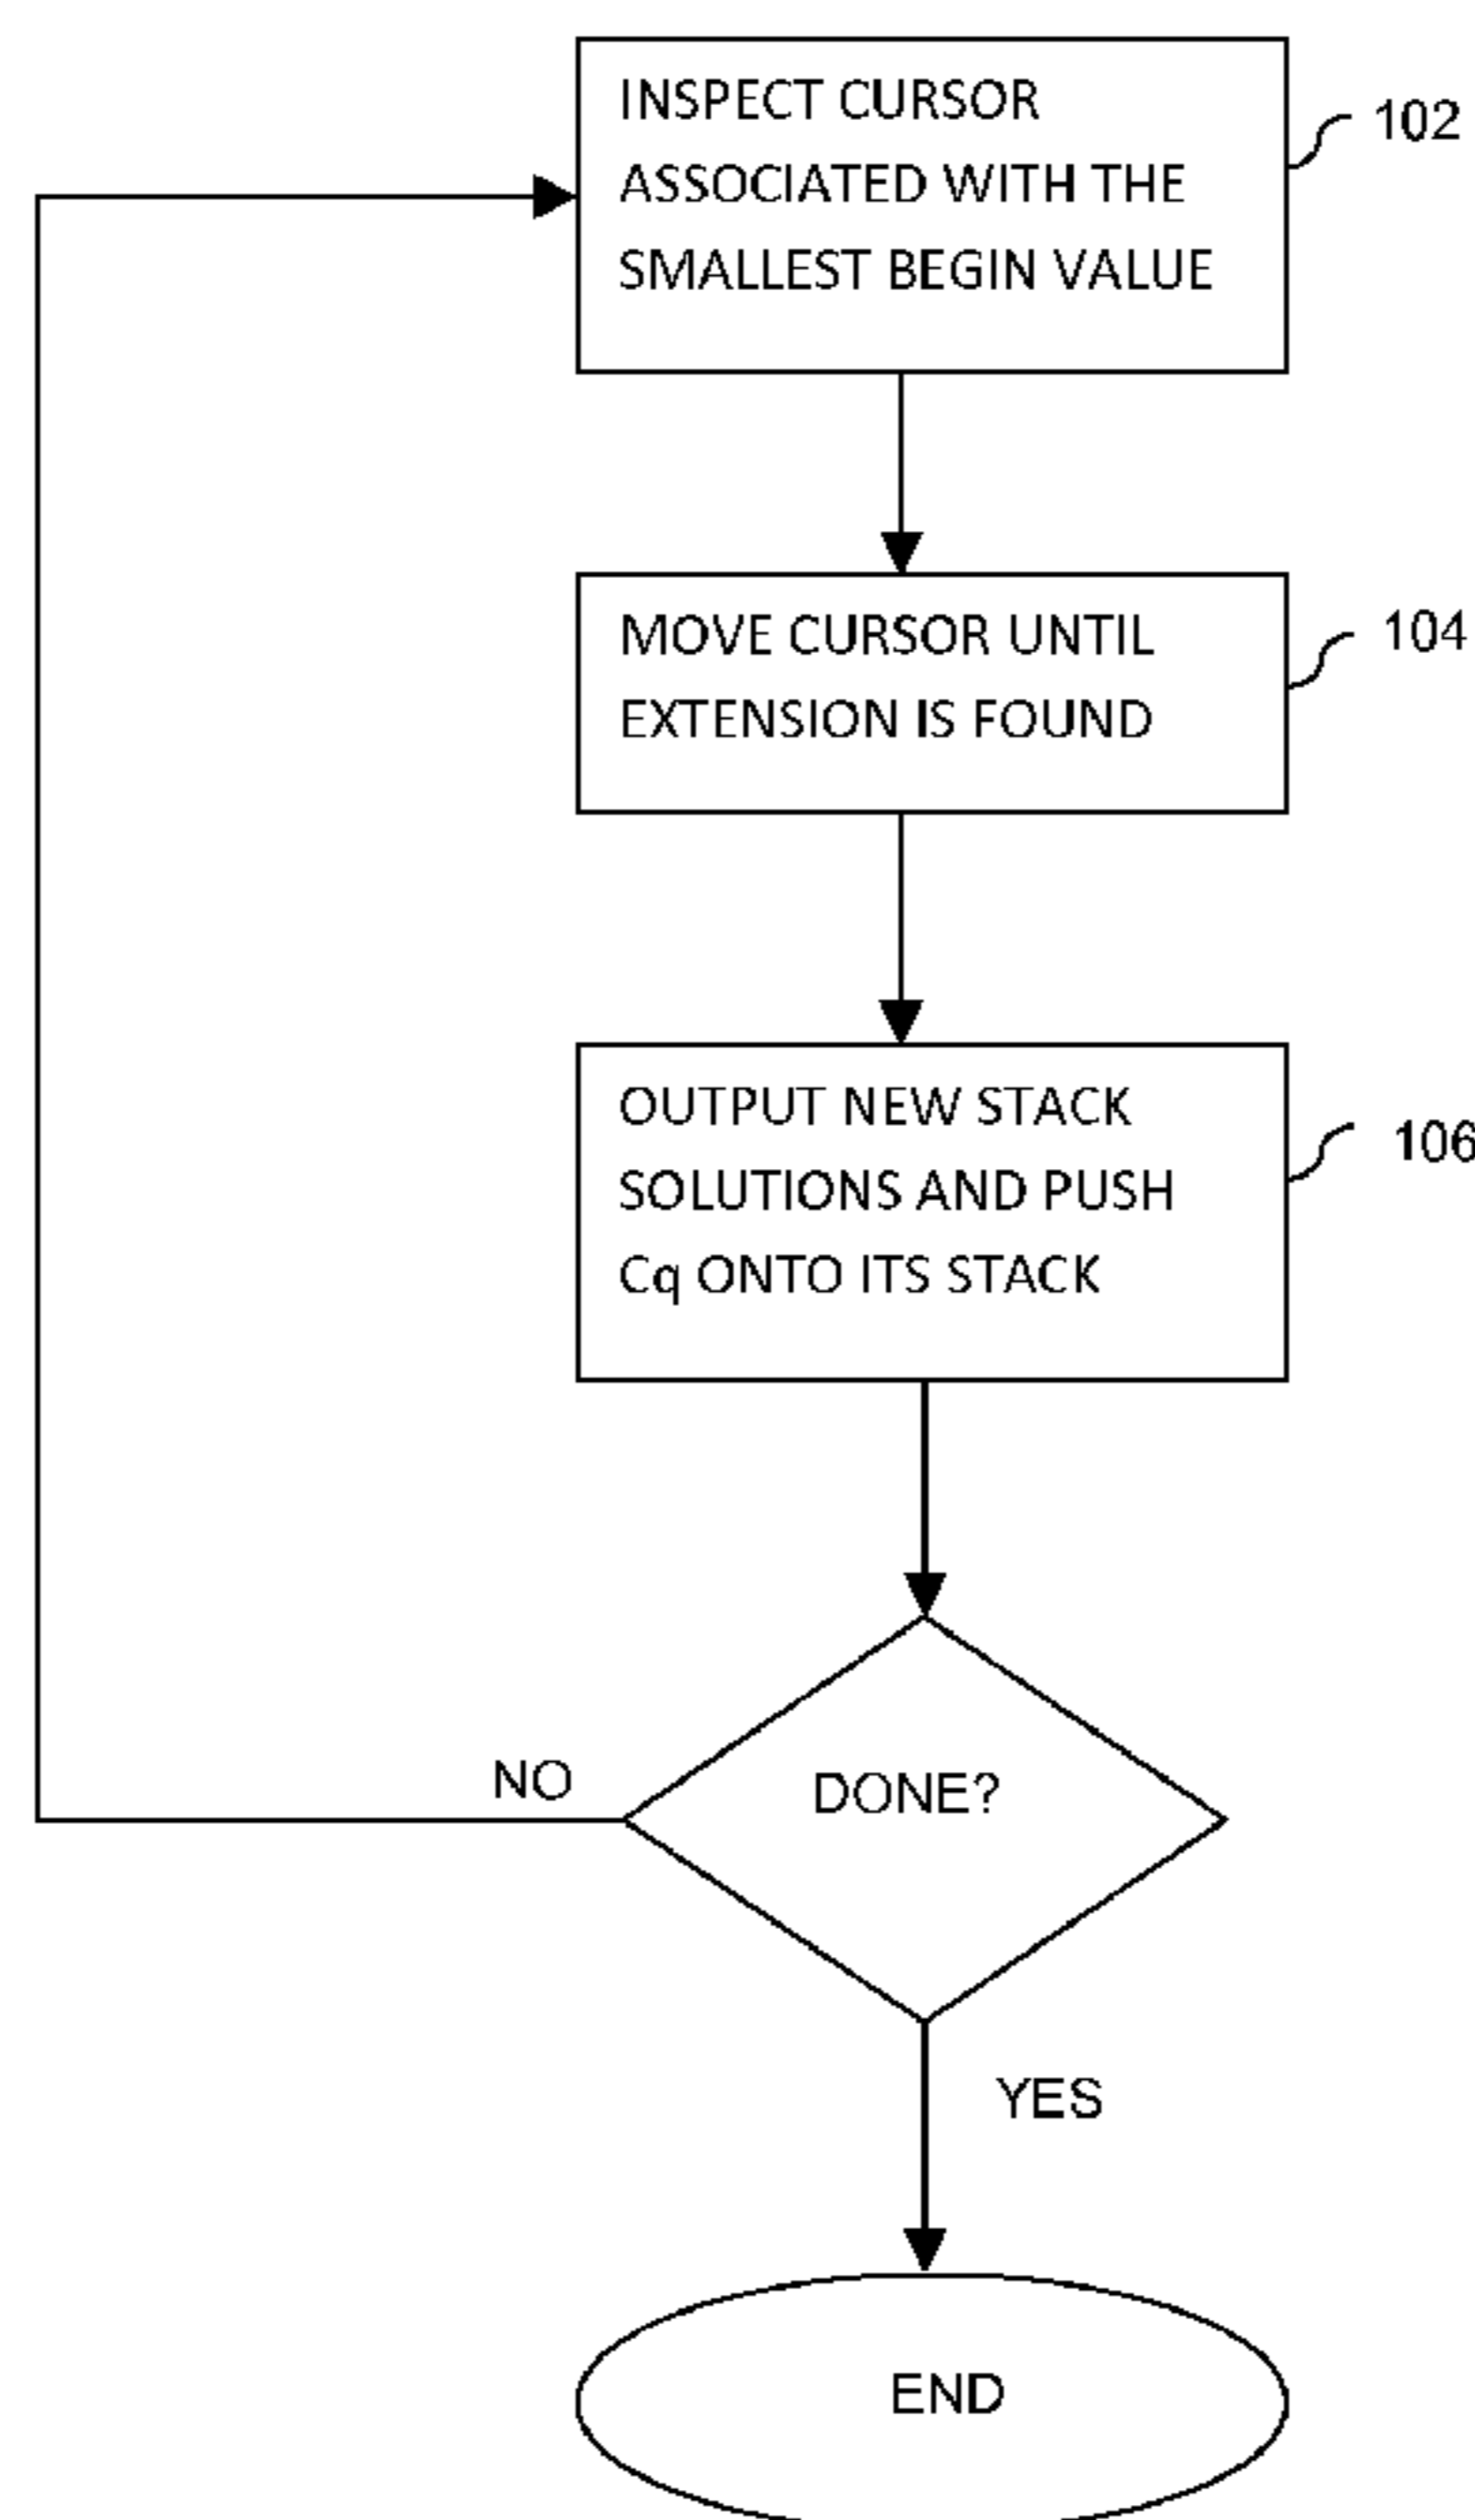 INSPECT CURSOR
ASSOCIATED WITH THE
SMALLEST BEGIN VALUE
102
MOVE CURSOR UNTIL
EXTENSION IS FOUND
104
OUTPUT NEW STACK
SOLUTIONS AND PUSH
Cq ONTO ITS STACK
106
NO
DONE?
YES
END